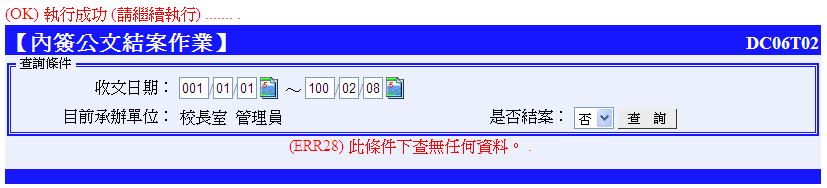 (OK) 執行成功 (請繼續執行) ....... .
【內簽公文結案作業】 DC06T02
查詢條件
收文日期： 001 / 01 / 01 ～ 100 / 02 / 08
目前承辦單位： 校長室 管理員 是否結案： 否 查 詢
(ERR28) 此條件下查無任何資料。 .